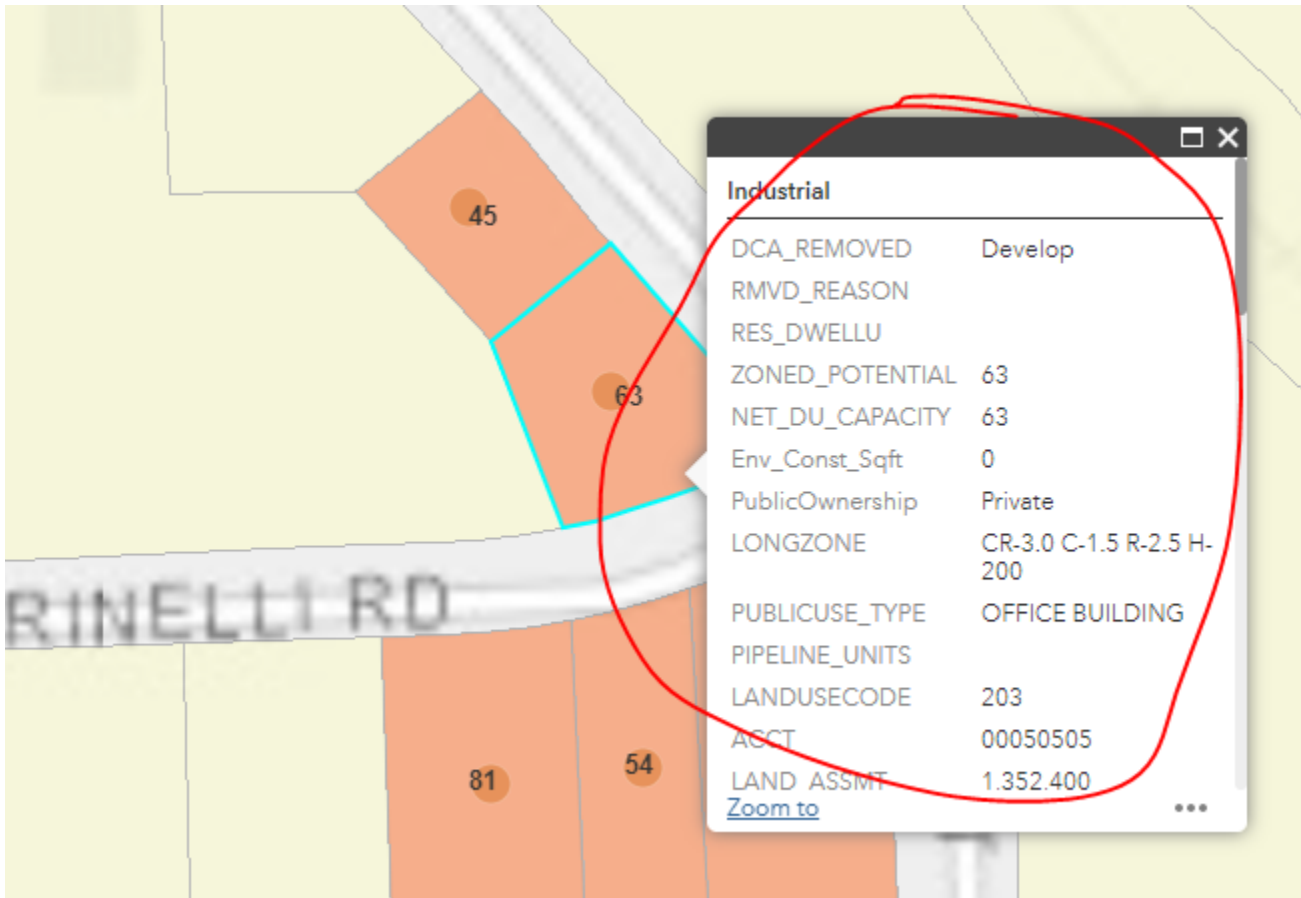 45
63
RINELLI RD
81
54
Industrial
DCA_REMOVED Develop
RMVD_REASON
RES_DWELLU
ZONED_POTENTIAL 63
NET_DU_CAPACITY 63
Env_Const_Sqft 0
PublicOwnership Private
LONGZONE CR-3.0 C-1.5 R-2.5 H-
200
PUBLICUSE_TYPE OFFICE BUILDING
PIPELINE_UNITS
LANDUSECODE 203
ACCT 00050505
LAND_ASSMT 1.352.400
Zoom to